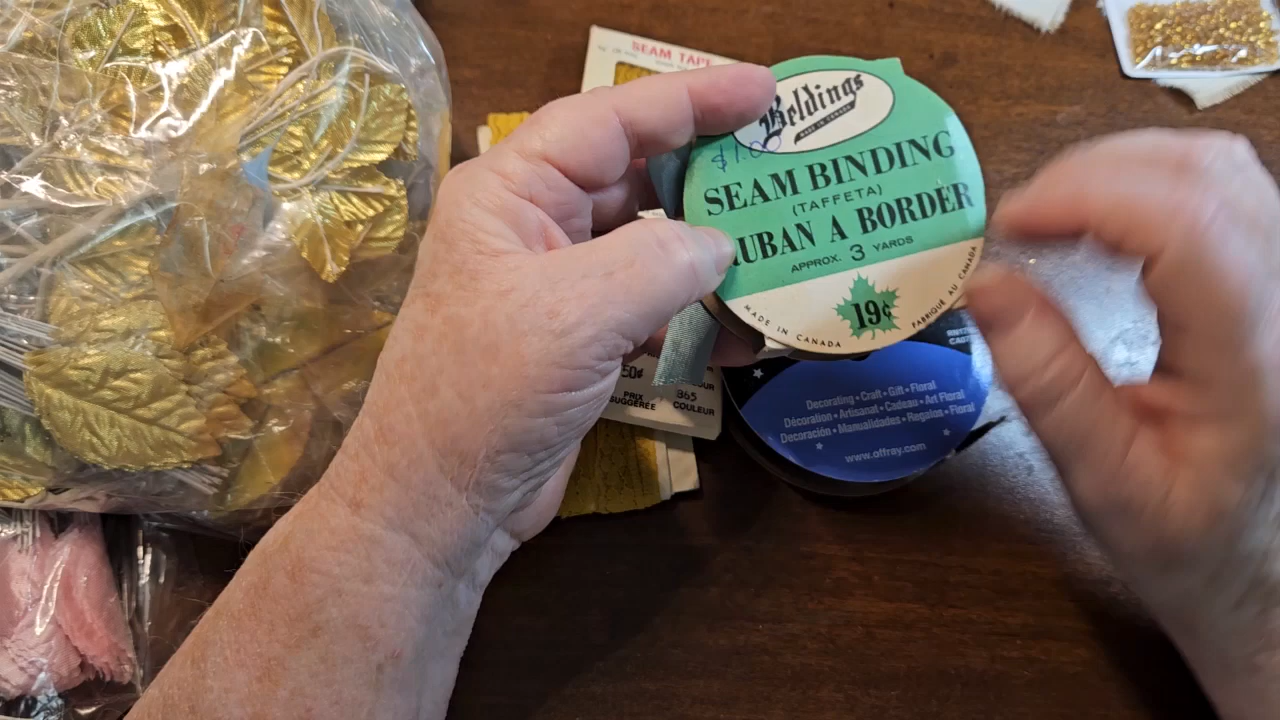 SEAM TAPE
Beldings
MADE IN CANADA
$1.00
SEAM BINDING
(TAFFETA)
RUBAN A BORDER
APPROX. 3 YARDS
19¢
MADE IN CANADA
FABRIQUÉ AU CANADA
50¢
PRIX
SUGGÉRÉE
865
COULEUR
Decorating • Craft • Gift • Floral
Décoration • Artisanat • Cadeau • Art Floral
Decoración • Manualidades • Regalos • Floral
www.offray.com